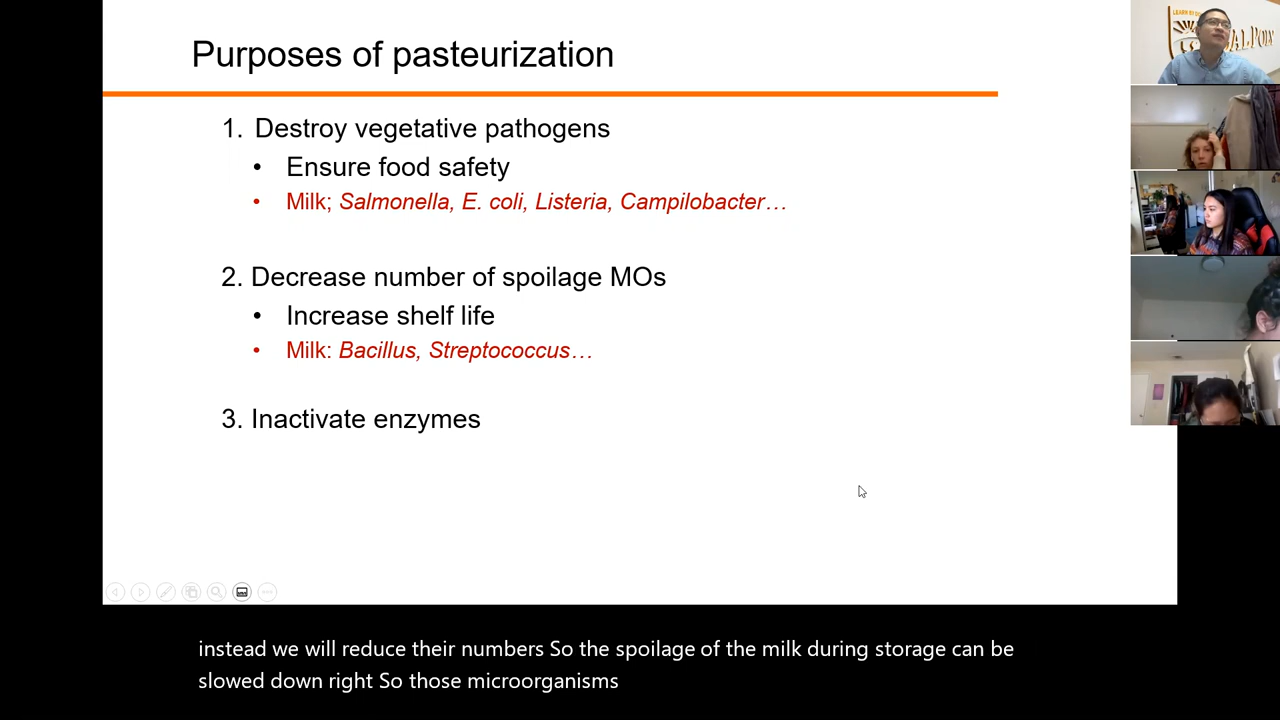 Purposes of pasteurization
1. Destroy vegetative pathogens
• Ensure food safety
• Milk; Salmonella, E. coli, Listeria, Campilobacter…
2. Decrease number of spoilage MOs
• Increase shelf life
• Milk: Bacillus, Streptococcus…
3. Inactivate enzymes
instead we will reduce their numbers So the spoilage of the milk during storage can be
slowed down right So those microorganisms